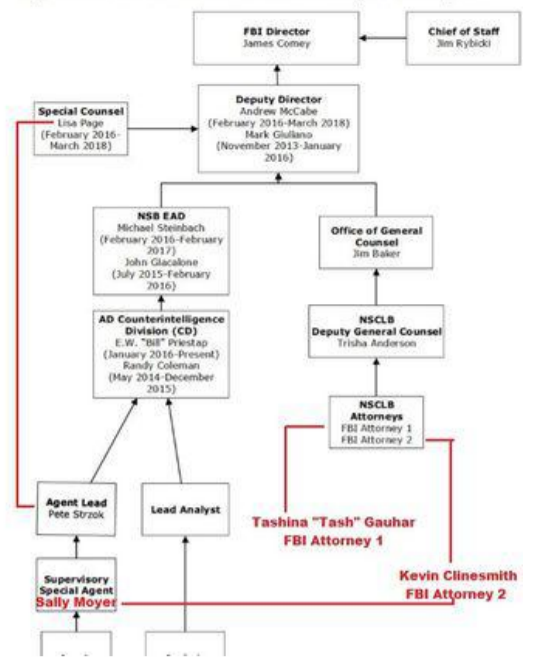 FBI Director
James Comey
Chief of Staff
Jim Rybicki
Deputy Director
Andrew McCabe
(February 2016-March 2018)
Mark Giuliano
(November 2013-January
2016)
Special Counsel
Lisa Page
(February 2016-
March 2018)
NSB EAD
Michael Steinbach
(February 2016-February
2017)
John Giacalone
(July 2015-February
2016)
Office of General
Counsel
Jim Baker
AD Counterintelligence
Division (CD)
E.W. "Bill" Priestap
(January 2016-Present)
Randy Coleman
(May 2014-December
2015)
NSCLB
Deputy General Counsel
Trisha Anderson
NSCLB
Attorneys
FBI Attorney 1
FBI Attorney 2
Agent Lead
Pete Strzok
Lead Analyst
Tashina "Tash" Gauhar
FBI Attorney 1
Supervisory
Special Agent
Sally Moyer
Kevin Clinesmith
FBI Attorney 2